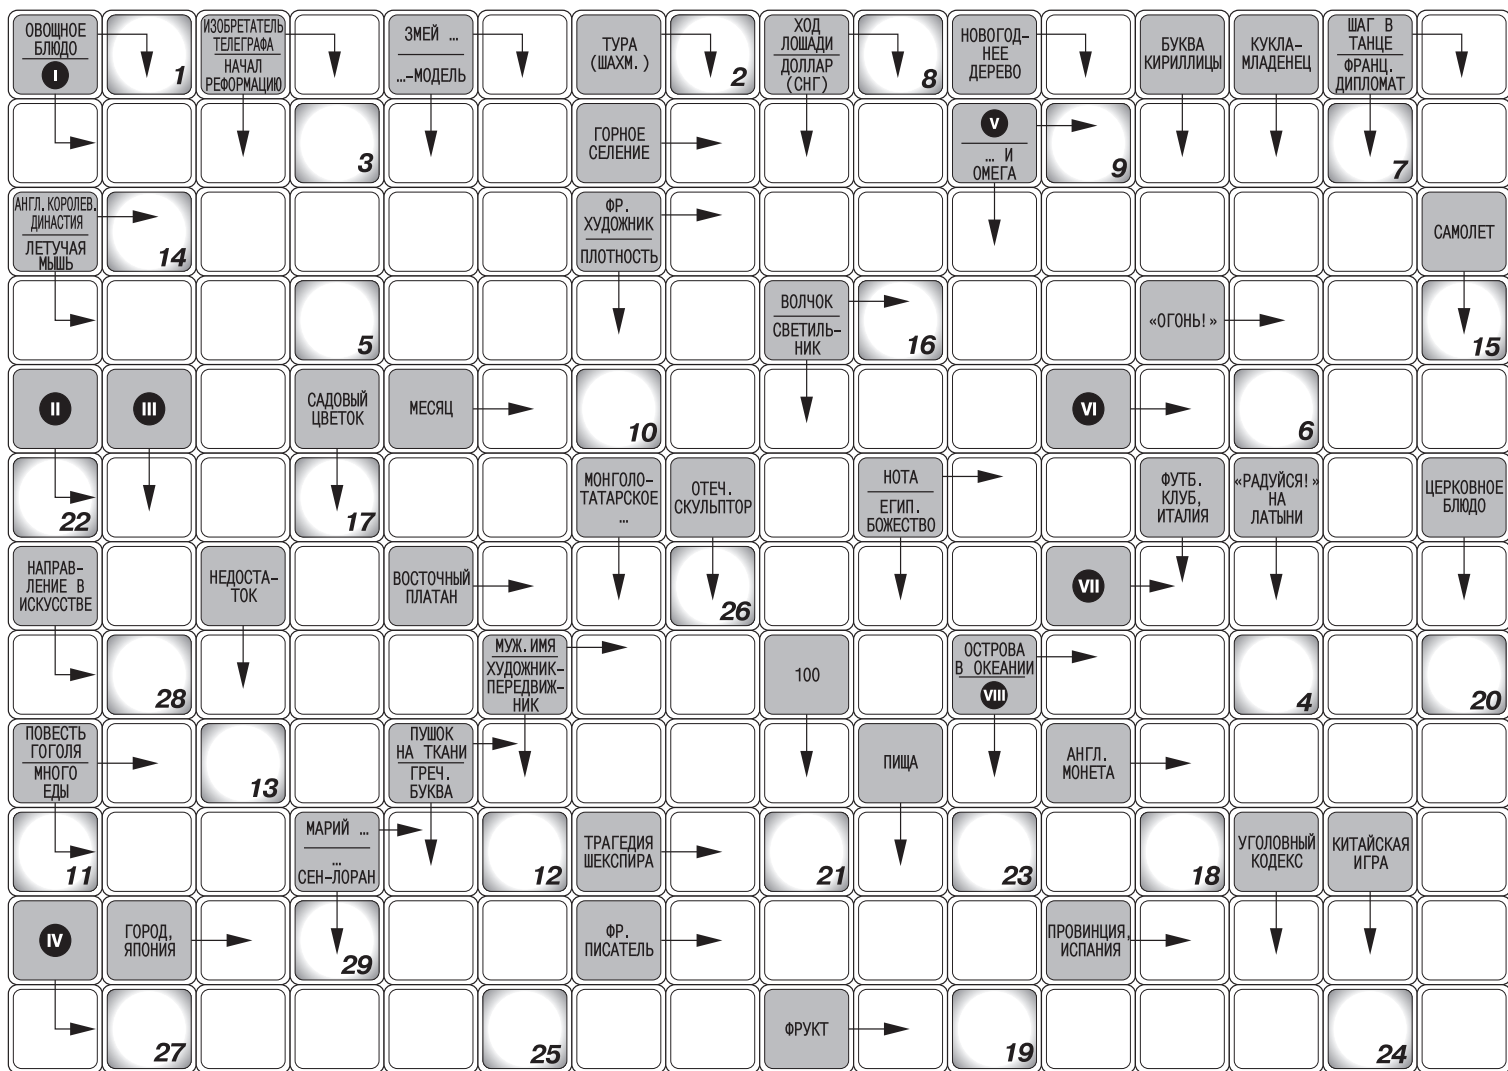 ОВОЩНОЕ
БЛЮДО
I
1
ИЗОБРЕТАТЕЛЬ
ТЕЛЕГРАФА
НАЧАЛ
РЕФОРМАЦИЮ
ЗМЕЙ ...
...-МОДЕЛЬ
ТУРА
(ШАХМ.)
2
ХОД
ЛОШАДИ
ДОЛЛАР
(СНГ)
8
НОВОГОД-
НЕЕ
ДЕРЕВО
БУКВА
КИРИЛЛИЦЫ
КУКЛА-
МЛАДЕНЕЦ
ШАГ В
ТАНЦЕ
ФРАНЦ.
ДИПЛОМАТ
3
ГОРНОЕ
СЕЛЕНИЕ
V
... И
ОМЕГА
9
7
АНГЛ. КОРОЛЕВ.
ДИНАСТИЯ
ЛЕТУЧАЯ
МЫШЬ
14
ФР.
ХУДОЖНИК
ПЛОТНОСТЬ
САМОЛЕТ
5
ВОЛЧОК
СВЕТИЛЬ-
НИК
16
«ОГОНЬ!»
15
II
III
САДОВЫЙ
ЦВЕТОК
МЕСЯЦ
10
VI
6
22
17
МОНГОЛО-
ТАТАРСКОЕ
...
ОТЕЧ.
СКУЛЬПТОР
НОТА
ЕГИП.
БОЖЕСТВО
ФУТБ.
КЛУБ,
ИТАЛИЯ
«РАДУЙСЯ!»
НА
ЛАТЫНИ
ЦЕРКОВНОЕ
БЛЮДО
НАПРАВ-
ЛЕНИЕ В
ИСКУССТВЕ
НЕДОСТА-
ТОК
ВОСТОЧНЫЙ
ПЛАТАН
26
VII
28
МУЖ.ИМЯ
ХУДОЖНИК-
ПЕРЕДВИЖ-
НИК
100
ОСТРОВА
В ОКЕАНИИ
VIII
4
20
ПОВЕСТЬ
ГОГОЛЯ
МНОГО
ЕДЫ
13
ПУШОК
НА ТКАНИ
ГРЕЧ.
БУКВА
ПИЩА
АНГЛ.
МОНЕТА
11
МАРИЙ ...
...
СЕН-ЛОРАН
12
ТРАГЕДИЯ
ШЕКСПИРА
21
23
18
УГОЛОВНЫЙ
КОДЕКС
КИТАЙСКАЯ
ИГРА
IV
ГОРОД,
ЯПОНИЯ
29
ФР.
ПИСАТЕЛЬ
ПРОВИНЦИЯ,
ИСПАНИЯ
27
25
ФРУКТ
19
24